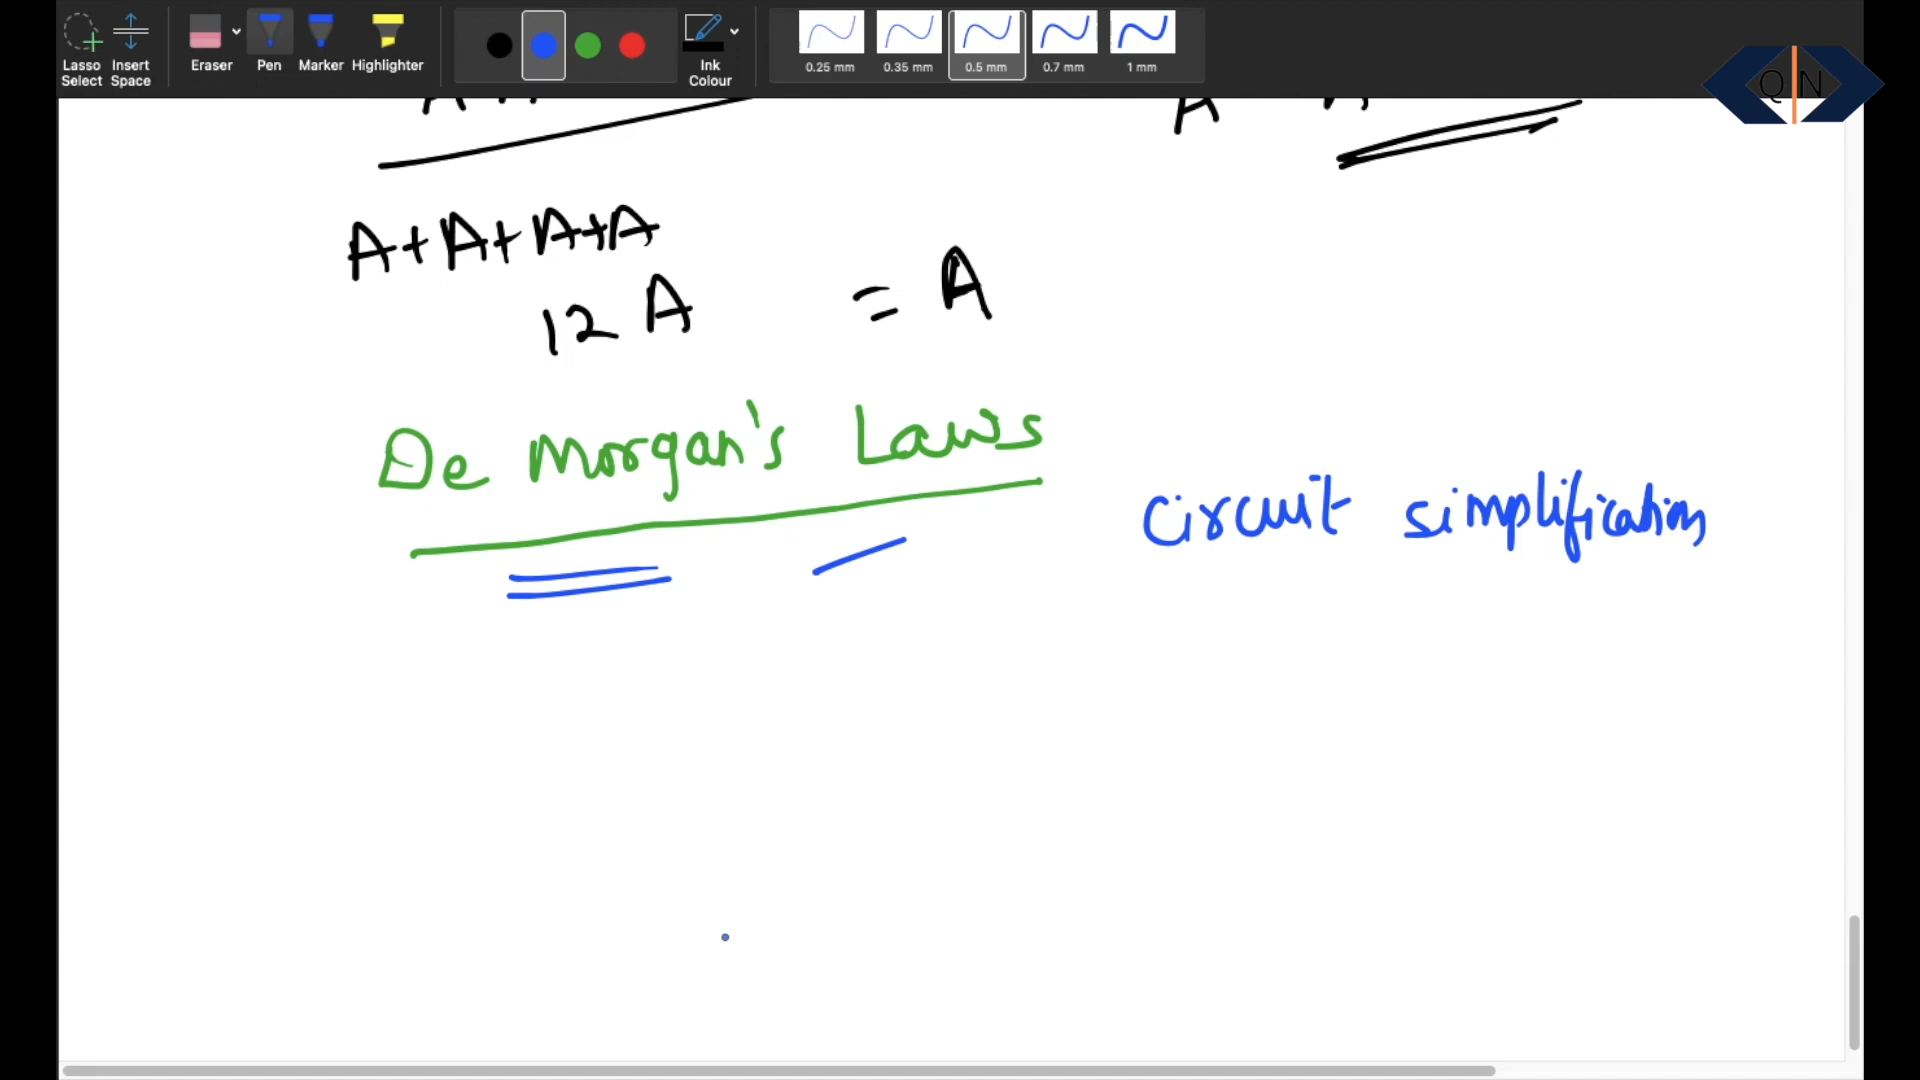 Lasso Select
Insert Space
Eraser
Pen
Marker
Highlighter
Ink Colour
0.25 mm
0.35 mm
0.5 mm
0.7 mm
1 mm
Q N
A+A+A+A
12 A = A
De Morgan's Laws
Circuit simplification